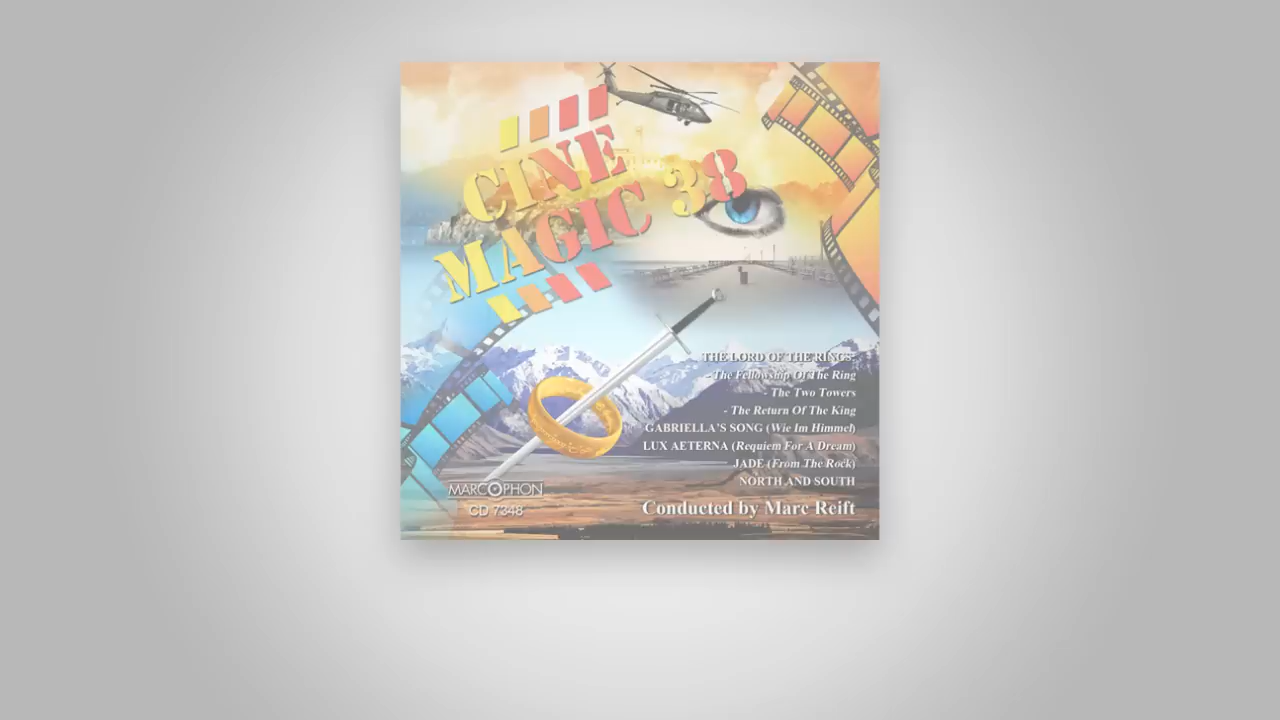 CINE
MAGIC 38
THE LORD OF THE RINGS:
- The Fellowship Of The Ring
- The Two Towers
- The Return Of The King
GABRIELLA'S SONG (Wie Im Himmel)
LUX AETERNA (Requiem For A Dream)
JADE (From The Rock)
NORTH AND SOUTH
MARCOPHON
CD 7348
Conducted by Marc Reift